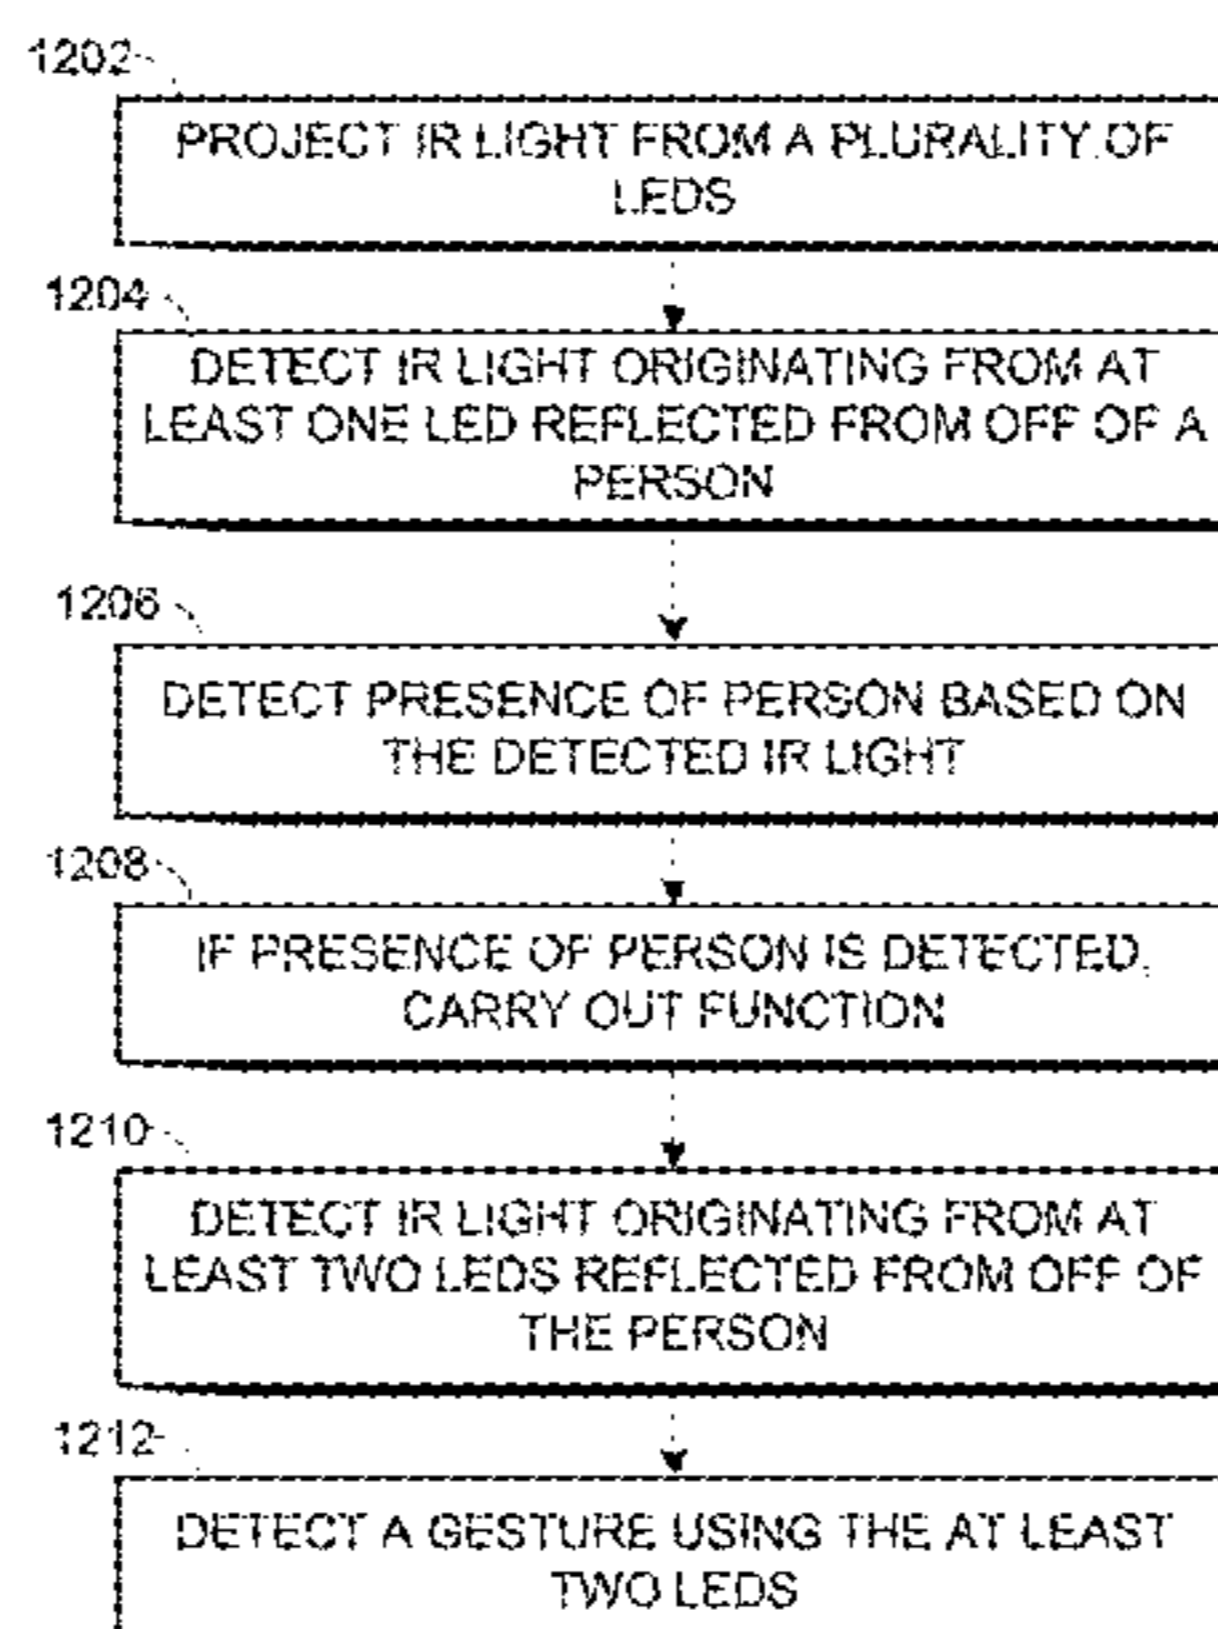 1202
PROJECT IR LIGHT FROM A PLURALITY OF
LEDS
1204
DETECT IR LIGHT ORIGINATING FROM AT
LEAST ONE LED REFLECTED FROM OFF OF A
PERSON
1206
DETECT PRESENCE OF PERSON BASED ON
THE DETECTED IR LIGHT
1208
IF PRESENCE OF PERSON IS DETECTED,
CARRY OUT FUNCTION
1210
DETECT IR LIGHT ORIGINATING FROM AT
LEAST TWO LEDS REFLECTED FROM OFF OF
THE PERSON
1212
DETECT A GESTURE USING THE AT LEAST
TWO LEDS